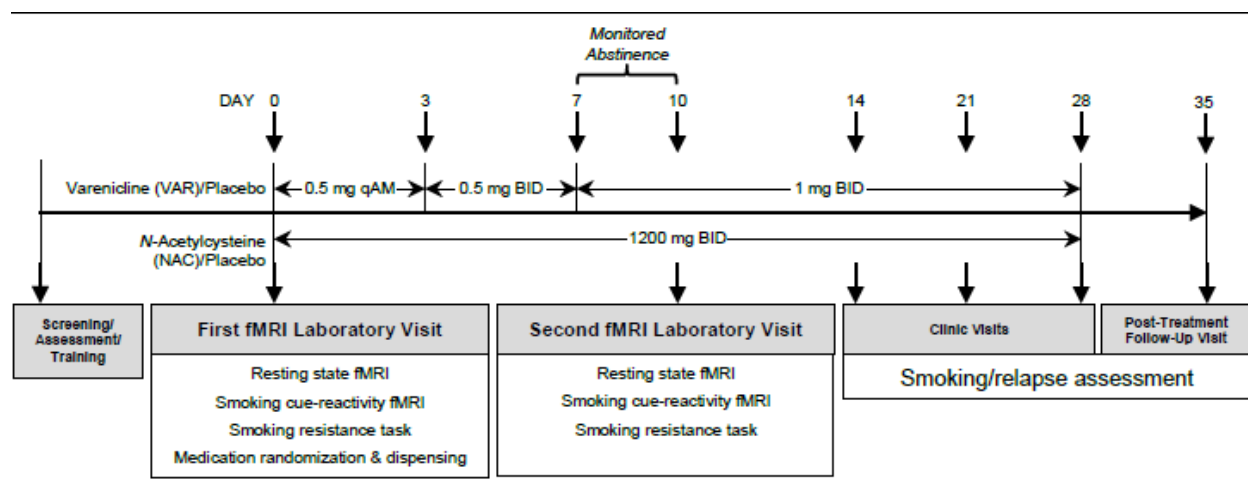 Monitored
Abstinence
DAY 0 3 7 10 14 21 28 35
Varenicline (VAR)/Placebo 0.5 mg qAM 0.5 mg BID 1 mg BID
N-Acetylcysteine
(NAC)/Placebo
1200 mg BID
Screening/
Assessment/
Training
First fMRI Laboratory Visit
Resting state fMRI
Smoking cue-reactivity fMRI
Smoking resistance task
Medication randomization & dispensing
Second fMRI Laboratory Visit
Resting state fMRI
Smoking cue-reactivity fMRI
Smoking resistance task
Clinic Visits
Post-Treatment
Follow-Up Visit
Smoking/relapse assessment